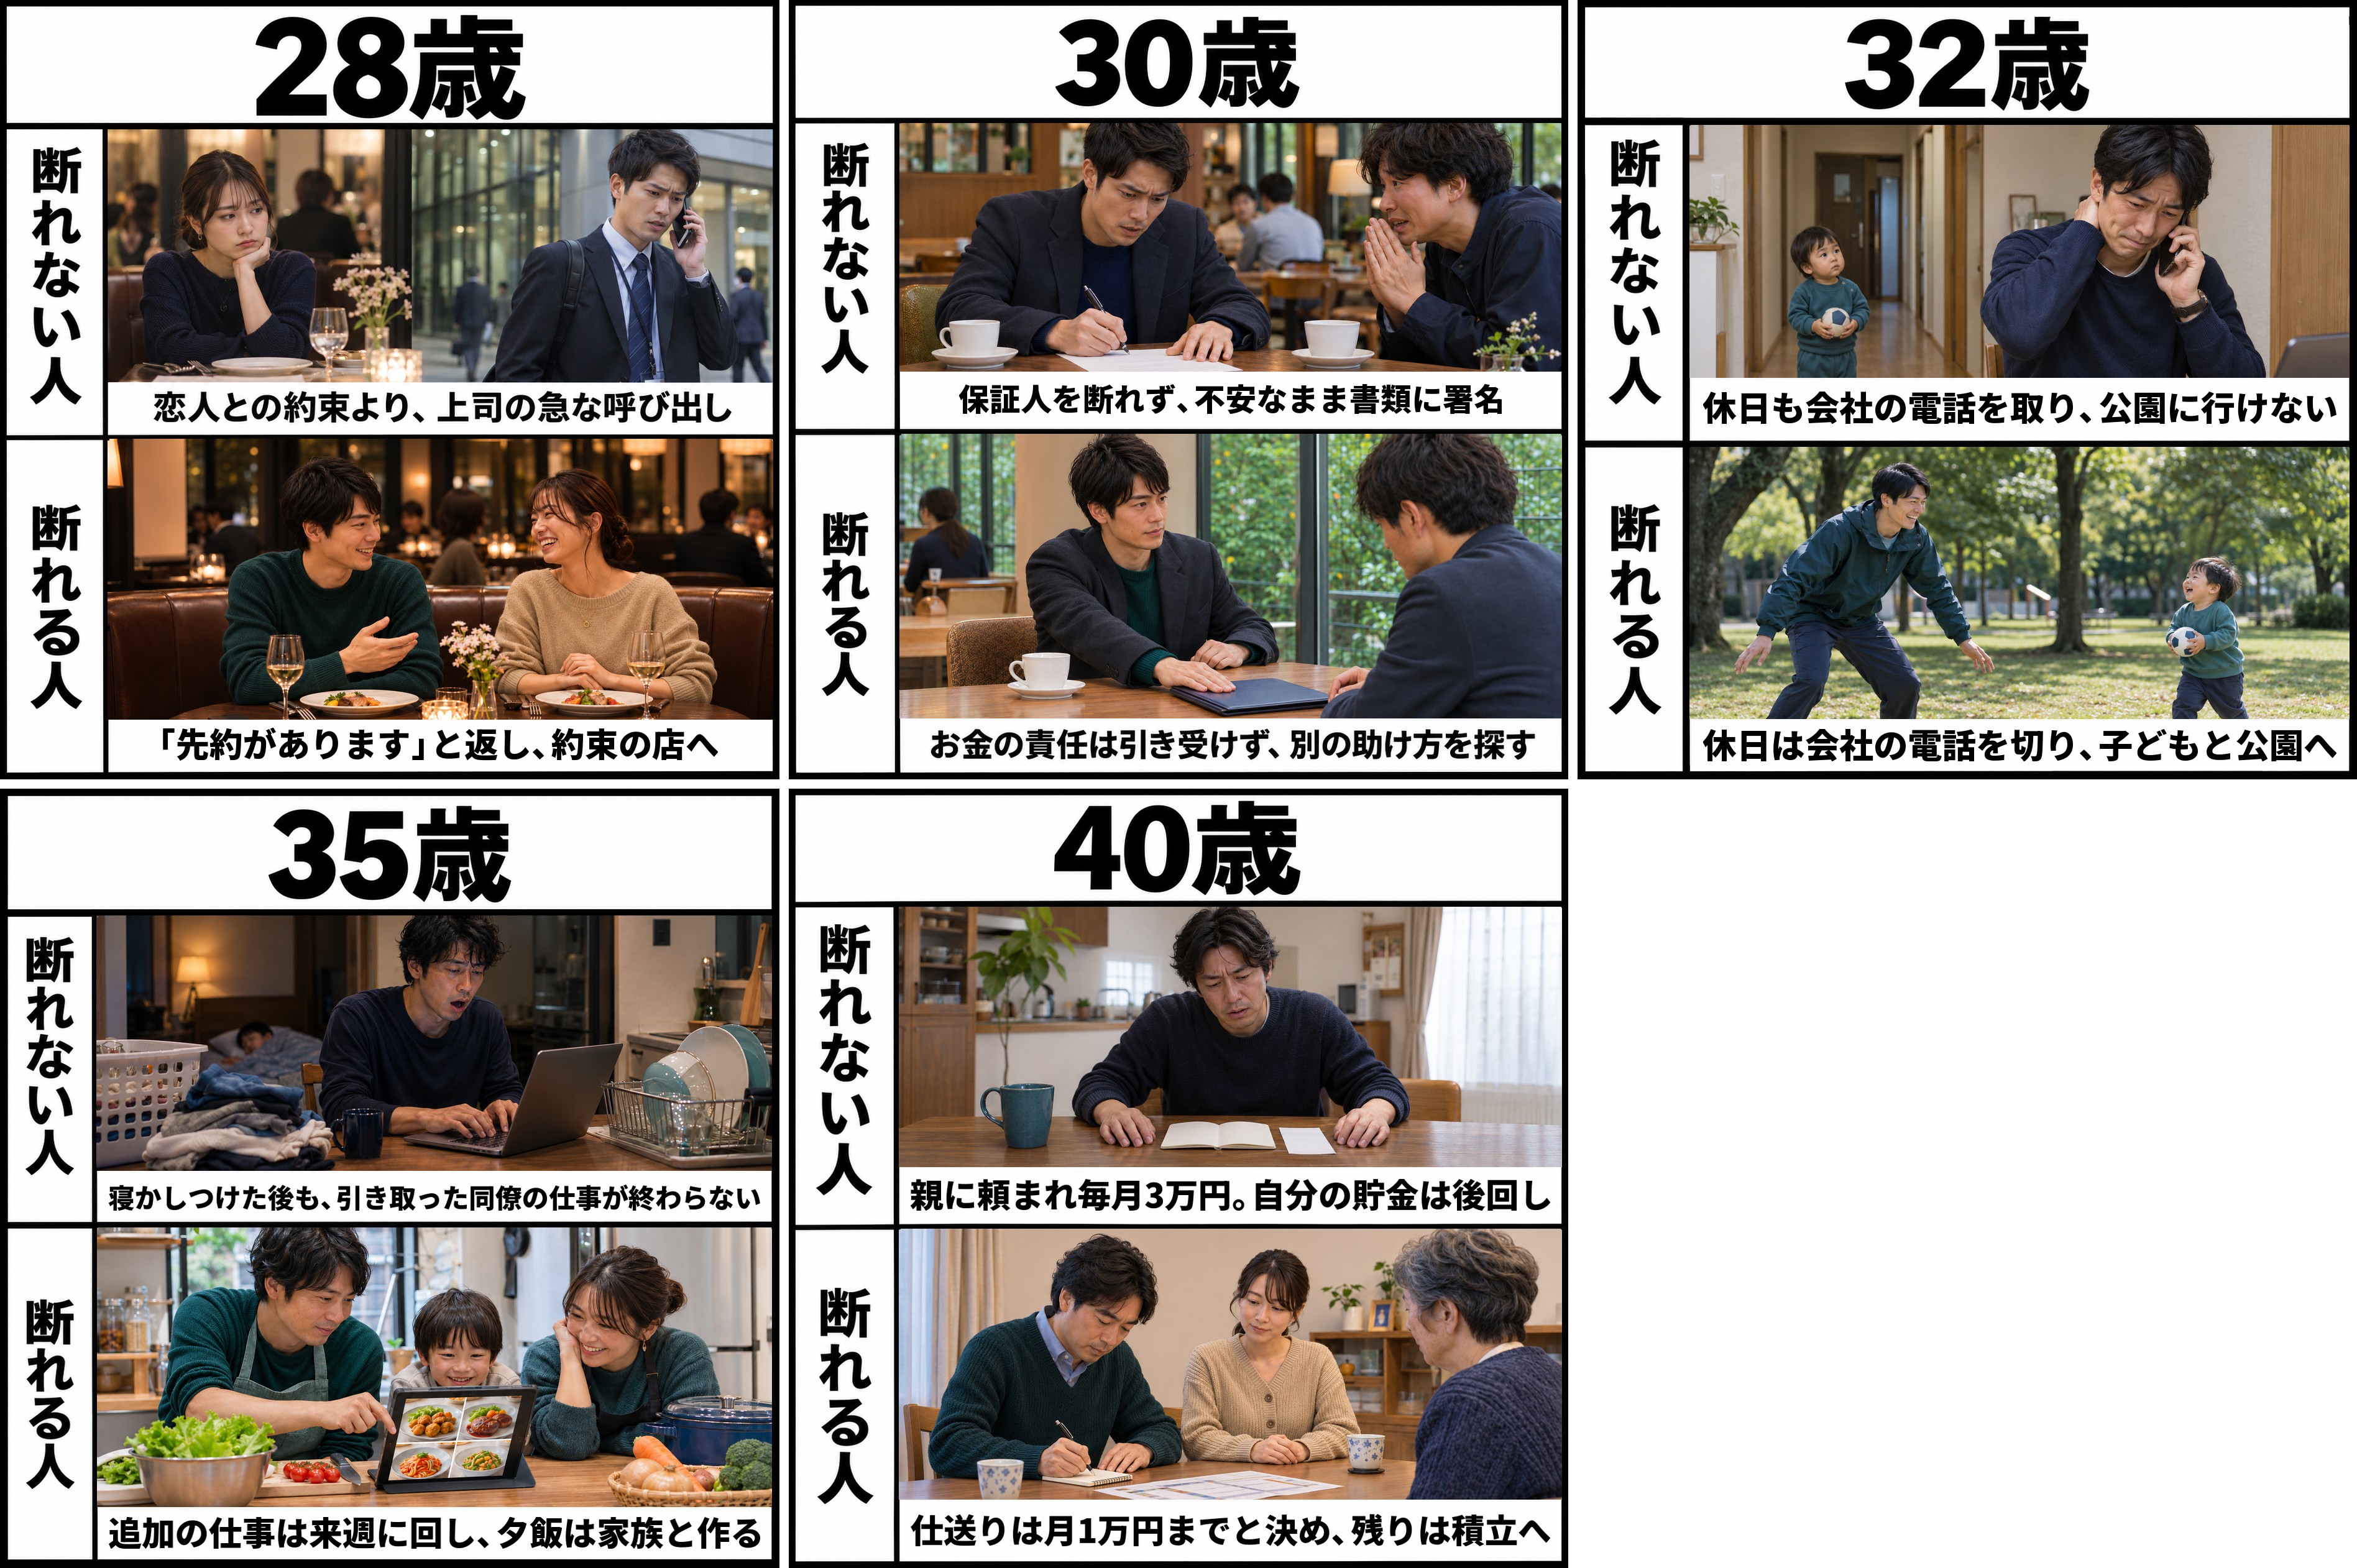 28歳
断れない人
恋人との約束より、上司の急な呼び出し
断れる人
「先約があります」と返し、約束の店へ
30歳
断れない人
保証人を断れず、不安なまま書類に署名
断れる人
お金の責任は引き受けず、別の助け方を探す
32歳
断れない人
休日も会社の電話を取り、公園に行けない
断れる人
休日は会社の電話を切り、子どもと公園へ
35歳
断れない人
寝かしつけた後も、引き取った同僚の仕事が終わらない
断れる人
追加の仕事は来週に回し、夕飯は家族と作る
40歳
断れない人
親に頼まれ毎月3万円。自分の貯金は後回し
断れる人
仕送りは月1万円までと決め、残りは積立へ